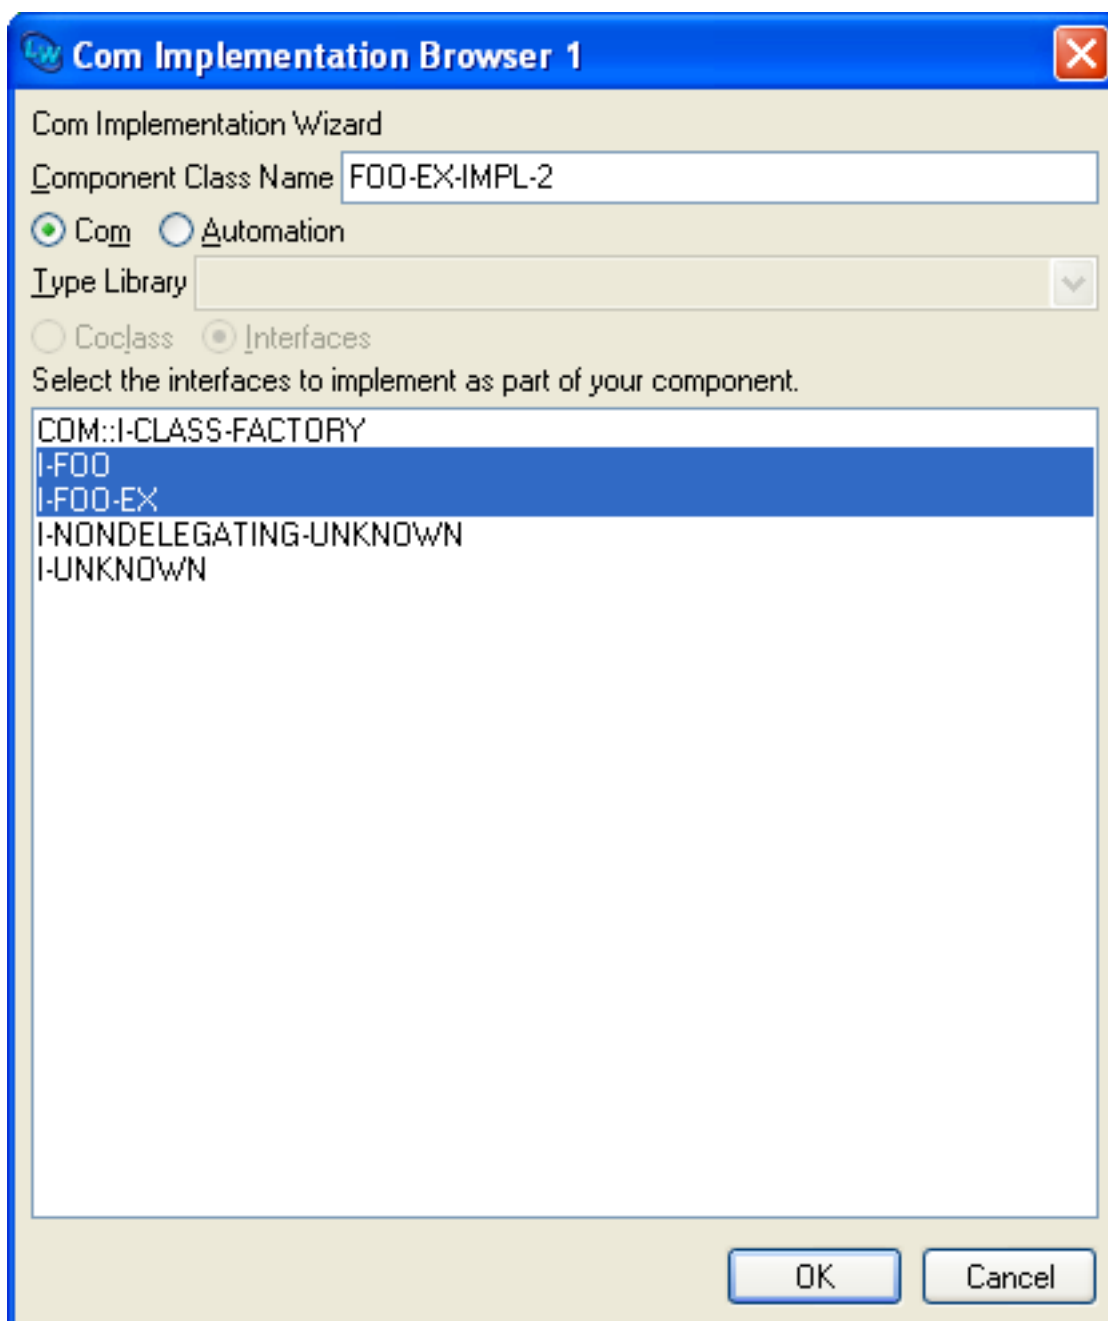 LW Com Implementation Browser 1
Com Implementation Wizard
Component Class Name FOO-EX-IMPL-2
Com Automation
Type Library
Coclass Interfaces
Select the interfaces to implement as part of your component.
COM::I-CLASS-FACTORY
I-FOO
I-FOO-EX
I-NONDELEGATING-UNKNOWN
I-UNKNOWN
OK Cancel